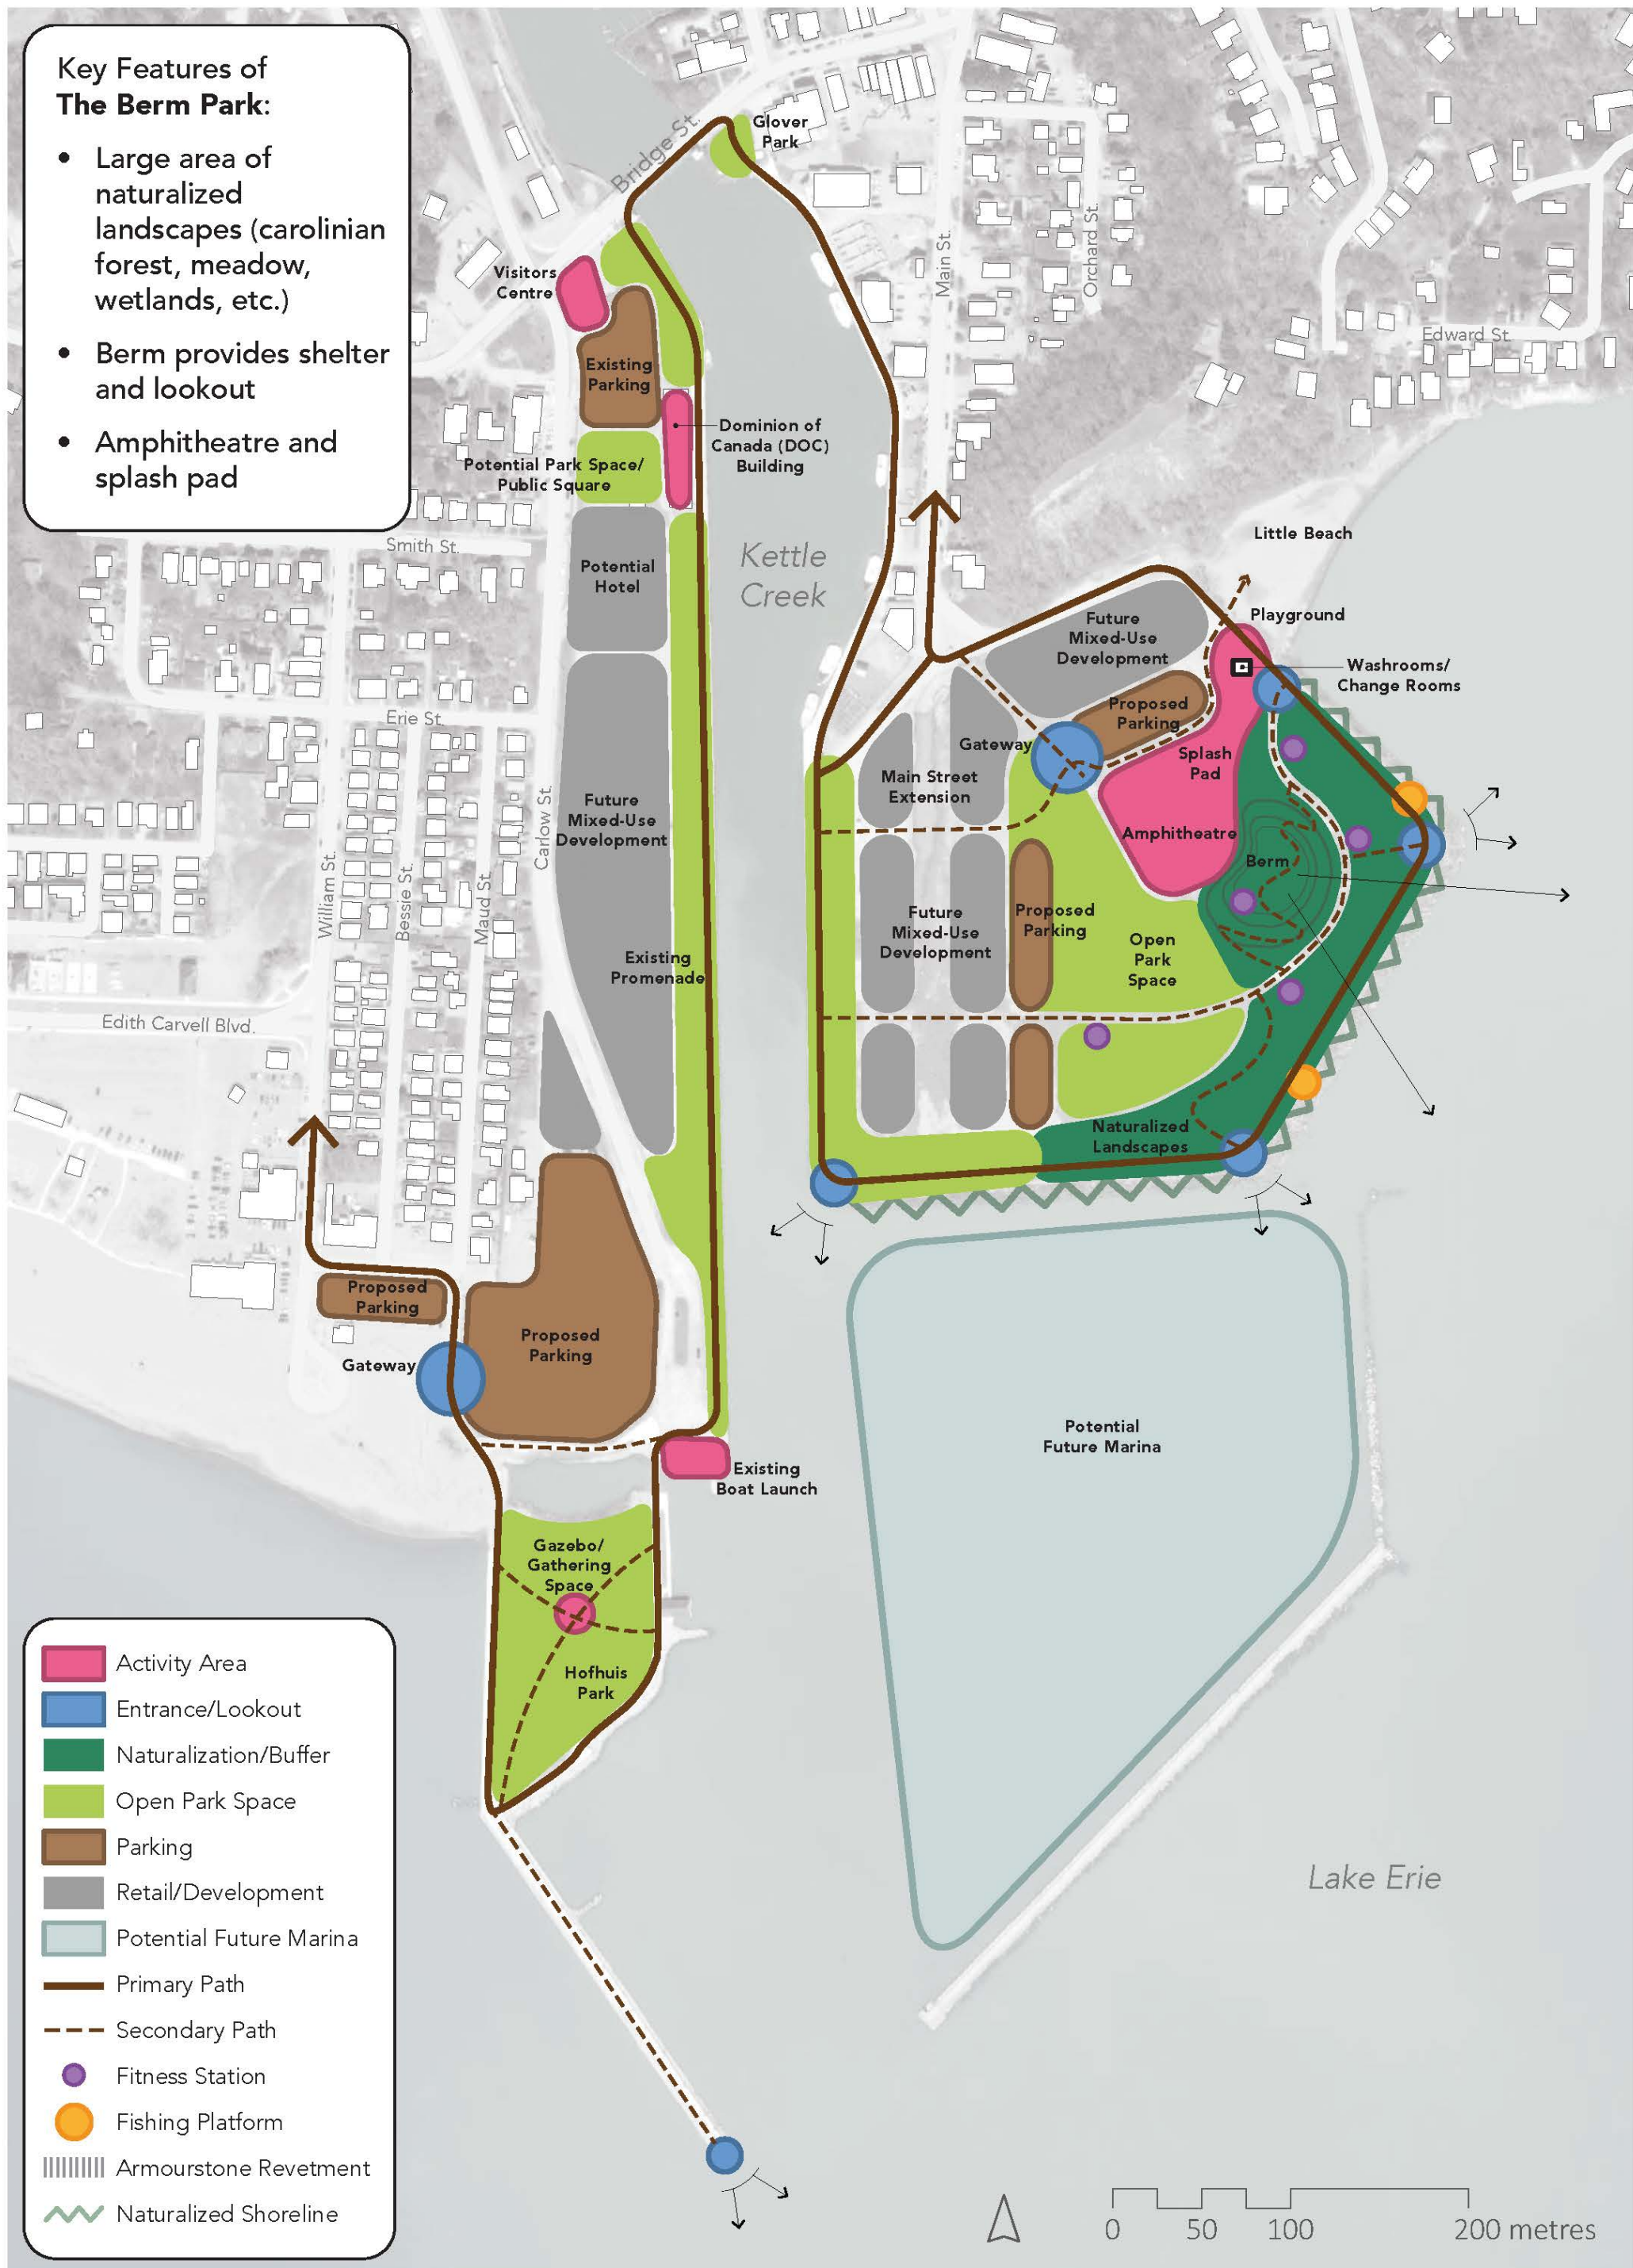 Key Features of
The Berm Park:
• Large area of
naturalized
landscapes (carolinian
forest, meadow,
wetlands, etc.)
• Berm provides shelter
and lookout
• Amphitheatre and
splash pad
Bridge St.
Glover
Park
Visitors
Centre
Main St.
Orchard St.
Edward St.
Existing
Parking
Dominion of
Canada (DOC)
Building
Potential Park Space/
Public Square
Smith St.
Kettle
Creek
Little Beach
Potential
Hotel
Playground
Future
Mixed-Use
Development
Washrooms/
Change Rooms
Erie St.
Proposed
Parking
Gateway
Splash
Pad
Main Street
Extension
Carlow St.
Future
Mixed-Use
Development
Amphitheatre
Berm
William St.
Bessie St.
Maud St.
Future
Mixed-Use
Development
Proposed
Parking
Open
Park
Space
Existing
Promenade
Edith Carvell Blvd.
Naturalized
Landscapes
Proposed
Parking
Proposed
Parking
Gateway
Potential
Future Marina
Existing
Boat Launch
Gazebo/
Gathering
Space
Hofhuis
Park
Lake Erie
Activity Area
Entrance/Lookout
Naturalization/Buffer
Open Park Space
Parking
Retail/Development
Potential Future Marina
Primary Path
Secondary Path
Fitness Station
Fishing Platform
Armourstone Revetment
Naturalized Shoreline
0 50 100 200 metres